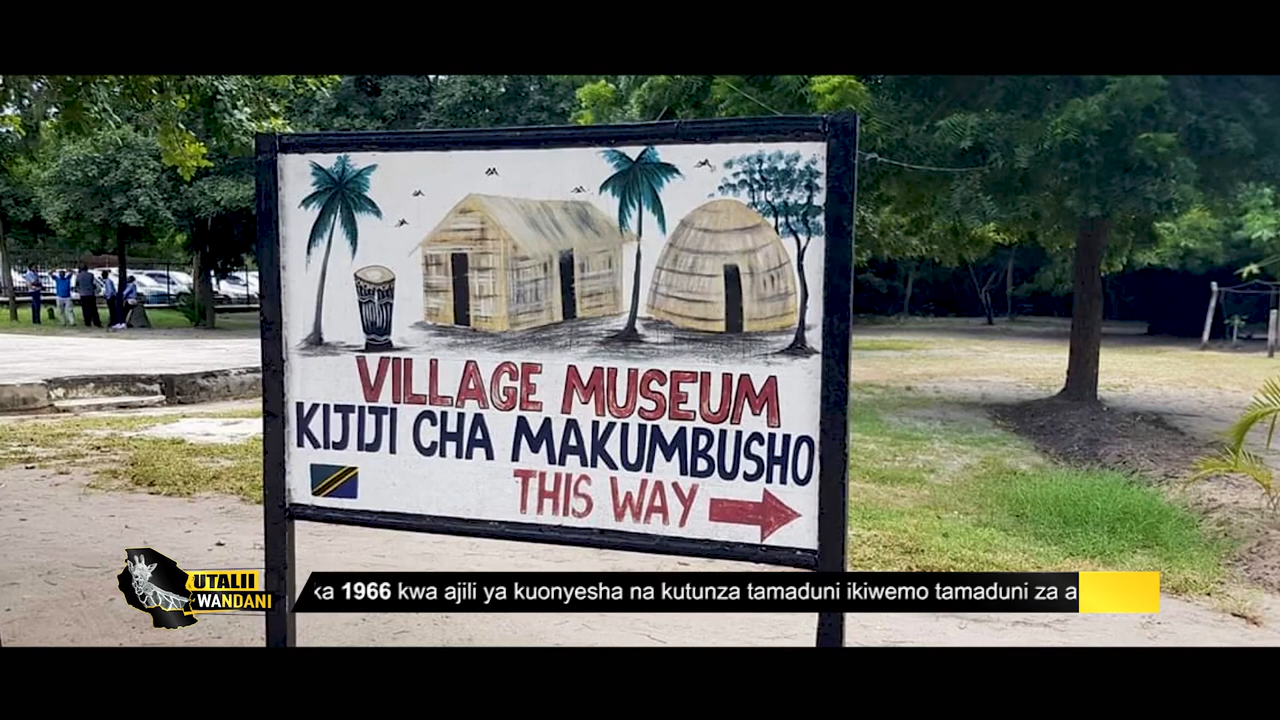 VILLAGE MUSEUM
KIJIJI CHA MAKUMBUSHO
THIS WAY
UTALII
WANDANI
ka 1966 kwa ajili ya kuonyesha na kutunza tamaduni ikiwemo tamaduni za a